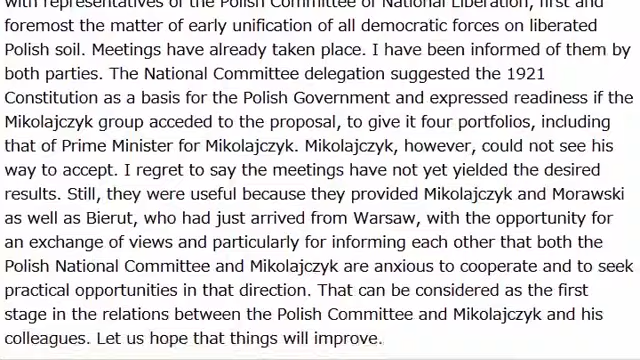 with representatives of the Polish Committee of National Liberation, first and
foremost the matter of early unification of all democratic forces on liberated
Polish soil. Meetings have already taken place. I have been informed of them by
both parties. The National Committee delegation suggested the 1921
Constitution as a basis for the Polish Government and expressed readiness if the
Mikolajczyk group acceded to the proposal, to give it four portfolios, including
that of Prime Minister for Mikolajczyk. Mikolajczyk, however, could not see his
way to accept. I regret to say the meetings have not yet yielded the desired
results. Still, they were useful because they provided Mikolajczyk and Morawski
as well as Bierut, who had just arrived from Warsaw, with the opportunity for
an exchange of views and particularly for informing each other that both the
Polish National Committee and Mikolajczyk are anxious to cooperate and to seek
practical opportunities in that direction. That can be considered as the first
stage in the relations between the Polish Committee and Mikolajczyk and his
colleagues. Let us hope that things will improve.